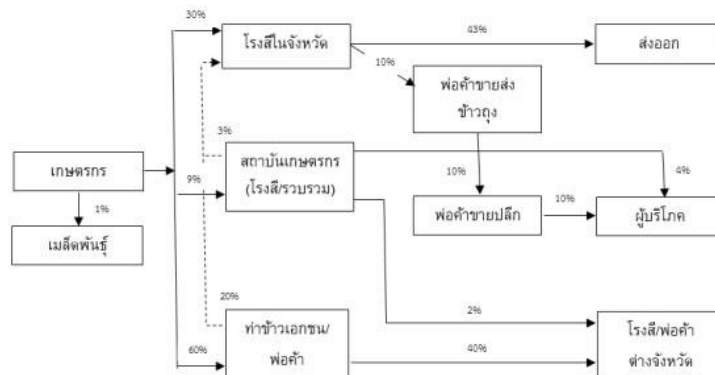 30%
โรงสีในจังหวัด
43%
ส่งออก
10%
พ่อค้าขายส่ง
ข้าวถุง
3%
เกษตรกร
สถาบันเกษตรกร
(โรงสี/รวบรวม)
9%
10%
4%
1%
พ่อค้าขายปลีก
10%
ผู้บริโภค
เมล็ดพันธุ์
20%
ท่าข้าวเอกชน/
พ่อค้า
2%
โรงสี/พ่อค้า
ต่างจังหวัด
60%
40%